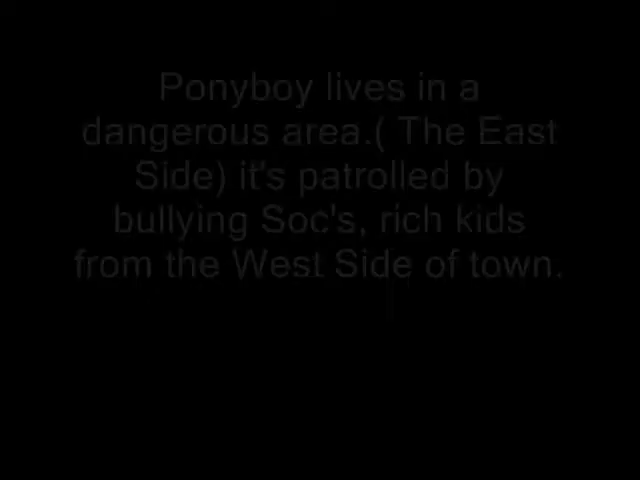 Ponyboy lives in a
dangerous area.( The East
Side) it's patrolled by
bullying Soc's, rich kids
from the West Side of town.